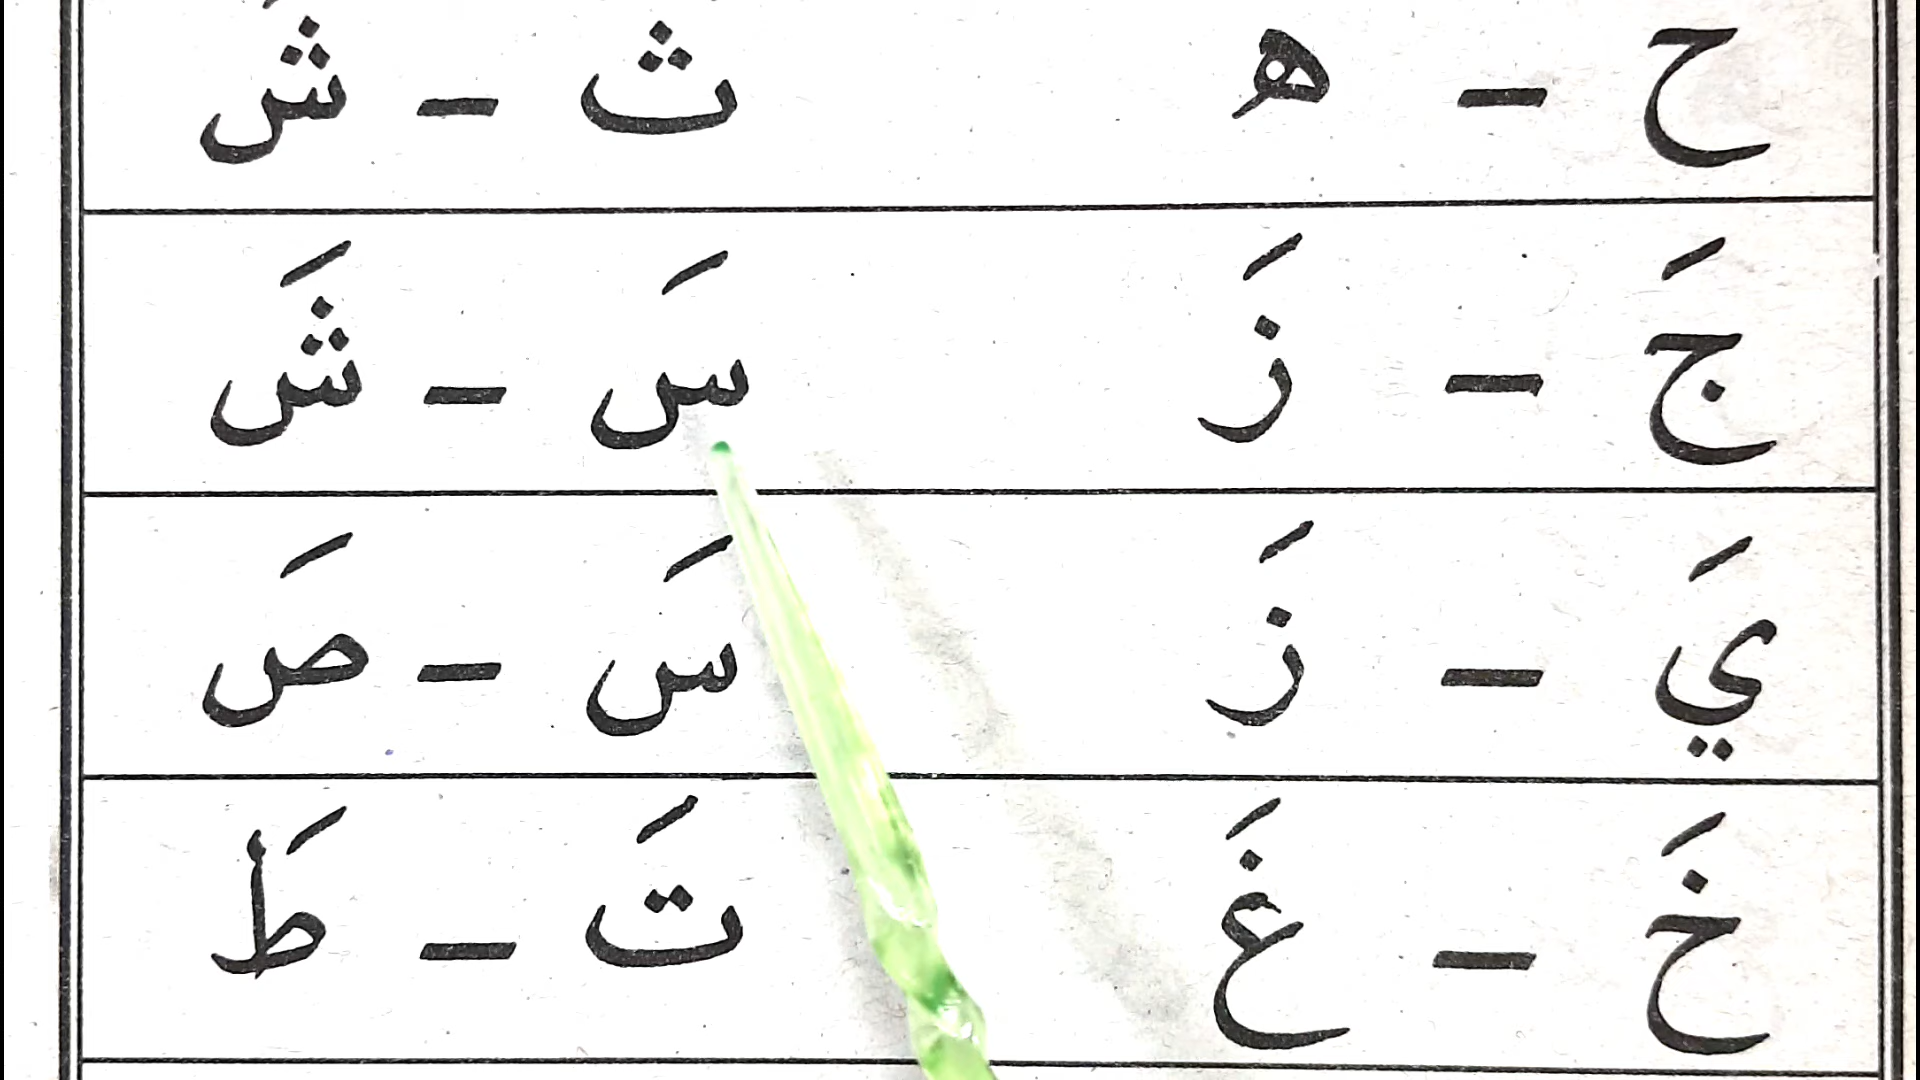 ح - ه ث - ش
جَ - زَ سَ - شَ
يَ - زَ سَ - صَ
خَ - غَ تَ - طَ